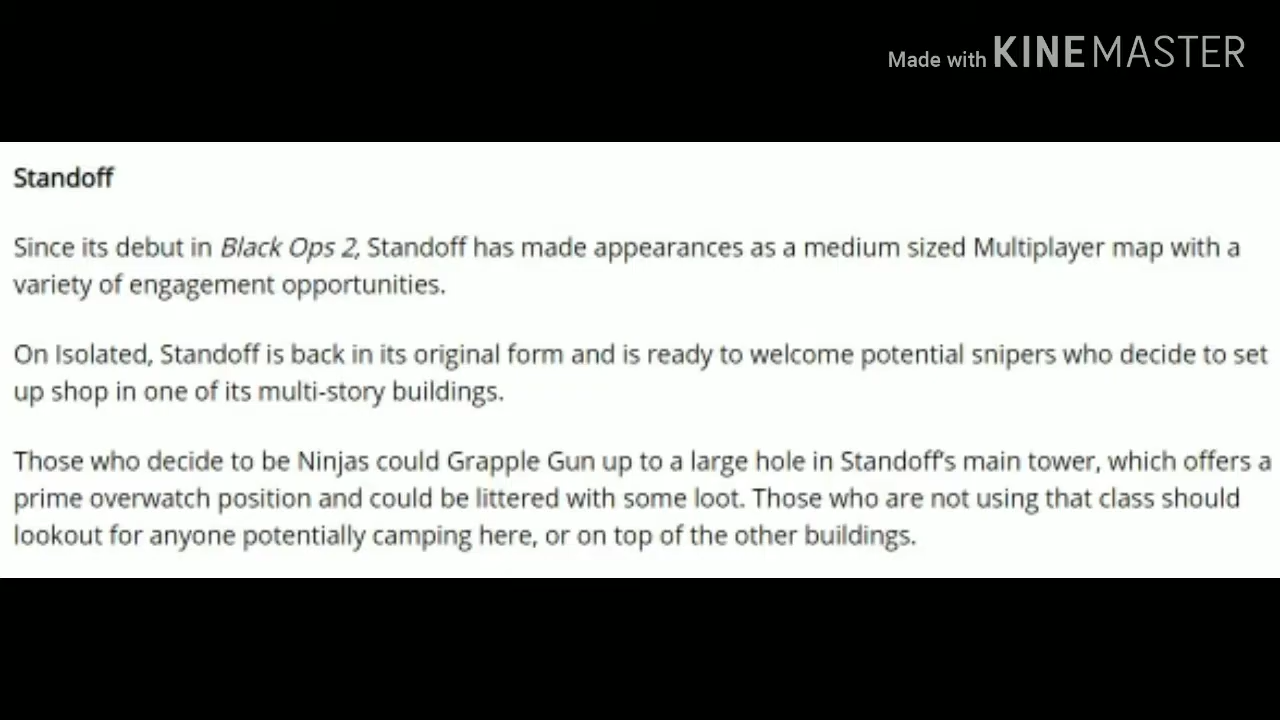 Made with KINEMASTER
Standoff
Since its debut in Black Ops 2, Standoff has made appearances as a medium sized Multiplayer map with a
variety of engagement opportunities.
On Isolated, Standoff is back in its original form and is ready to welcome potential snipers who decide to set
up shop in one of its multi-story buildings.
Those who decide to be Ninjas could Grapple Gun up to a large hole in Standoff's main tower, which offers a
prime overwatch position and could be littered with some loot. Those who are not using that class should
lookout for anyone potentially camping here, or on top of the other buildings.